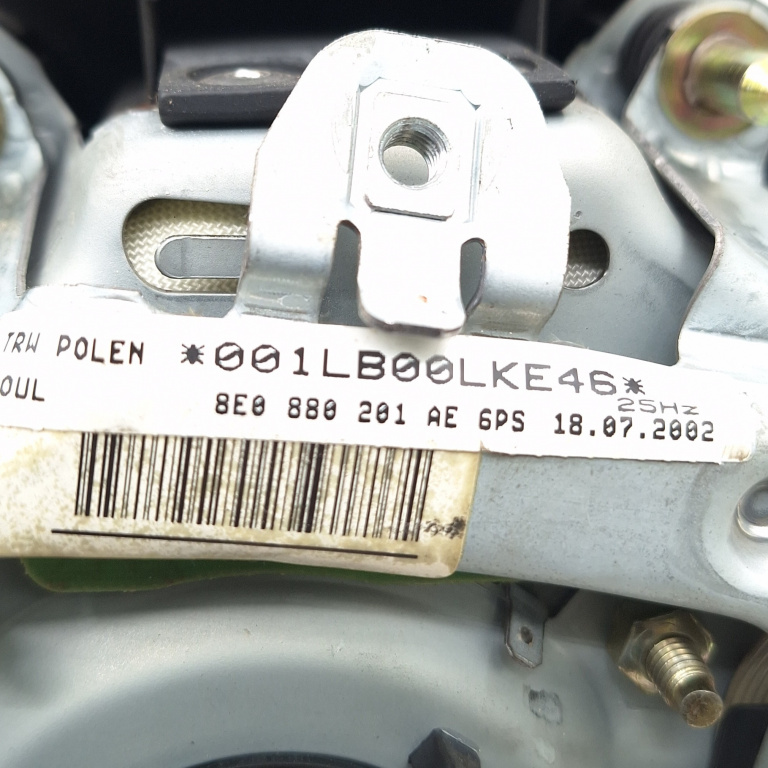 TRW POLEN *001LB00LKE46*
25Hz
OUL 8E0 880 201 AE 6PS 18.07.2002